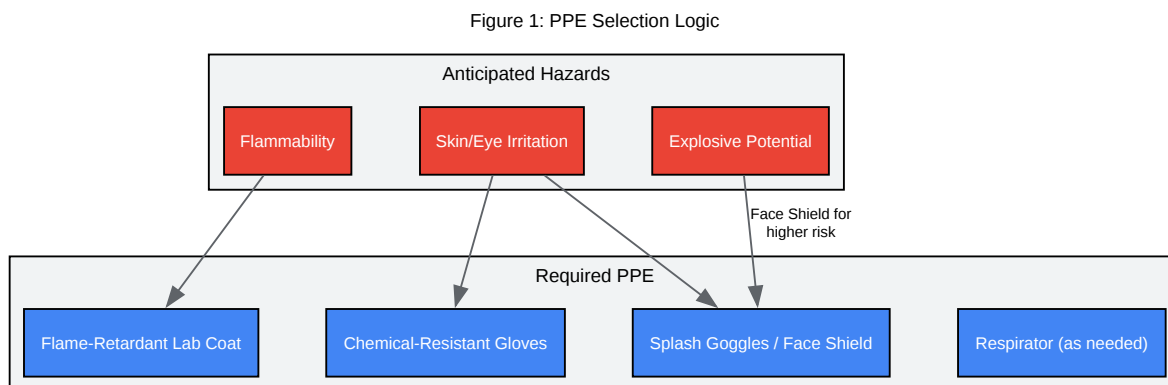 Figure 1: PPE Selection Logic
Anticipated Hazards
Flammability
Skin/Eye Irritation
Explosive Potential
Face Shield for
higher risk
Required PPE
Flame-Retardant Lab Coat
Chemical-Resistant Gloves
Splash Goggles / Face Shield
Respirator (as needed)